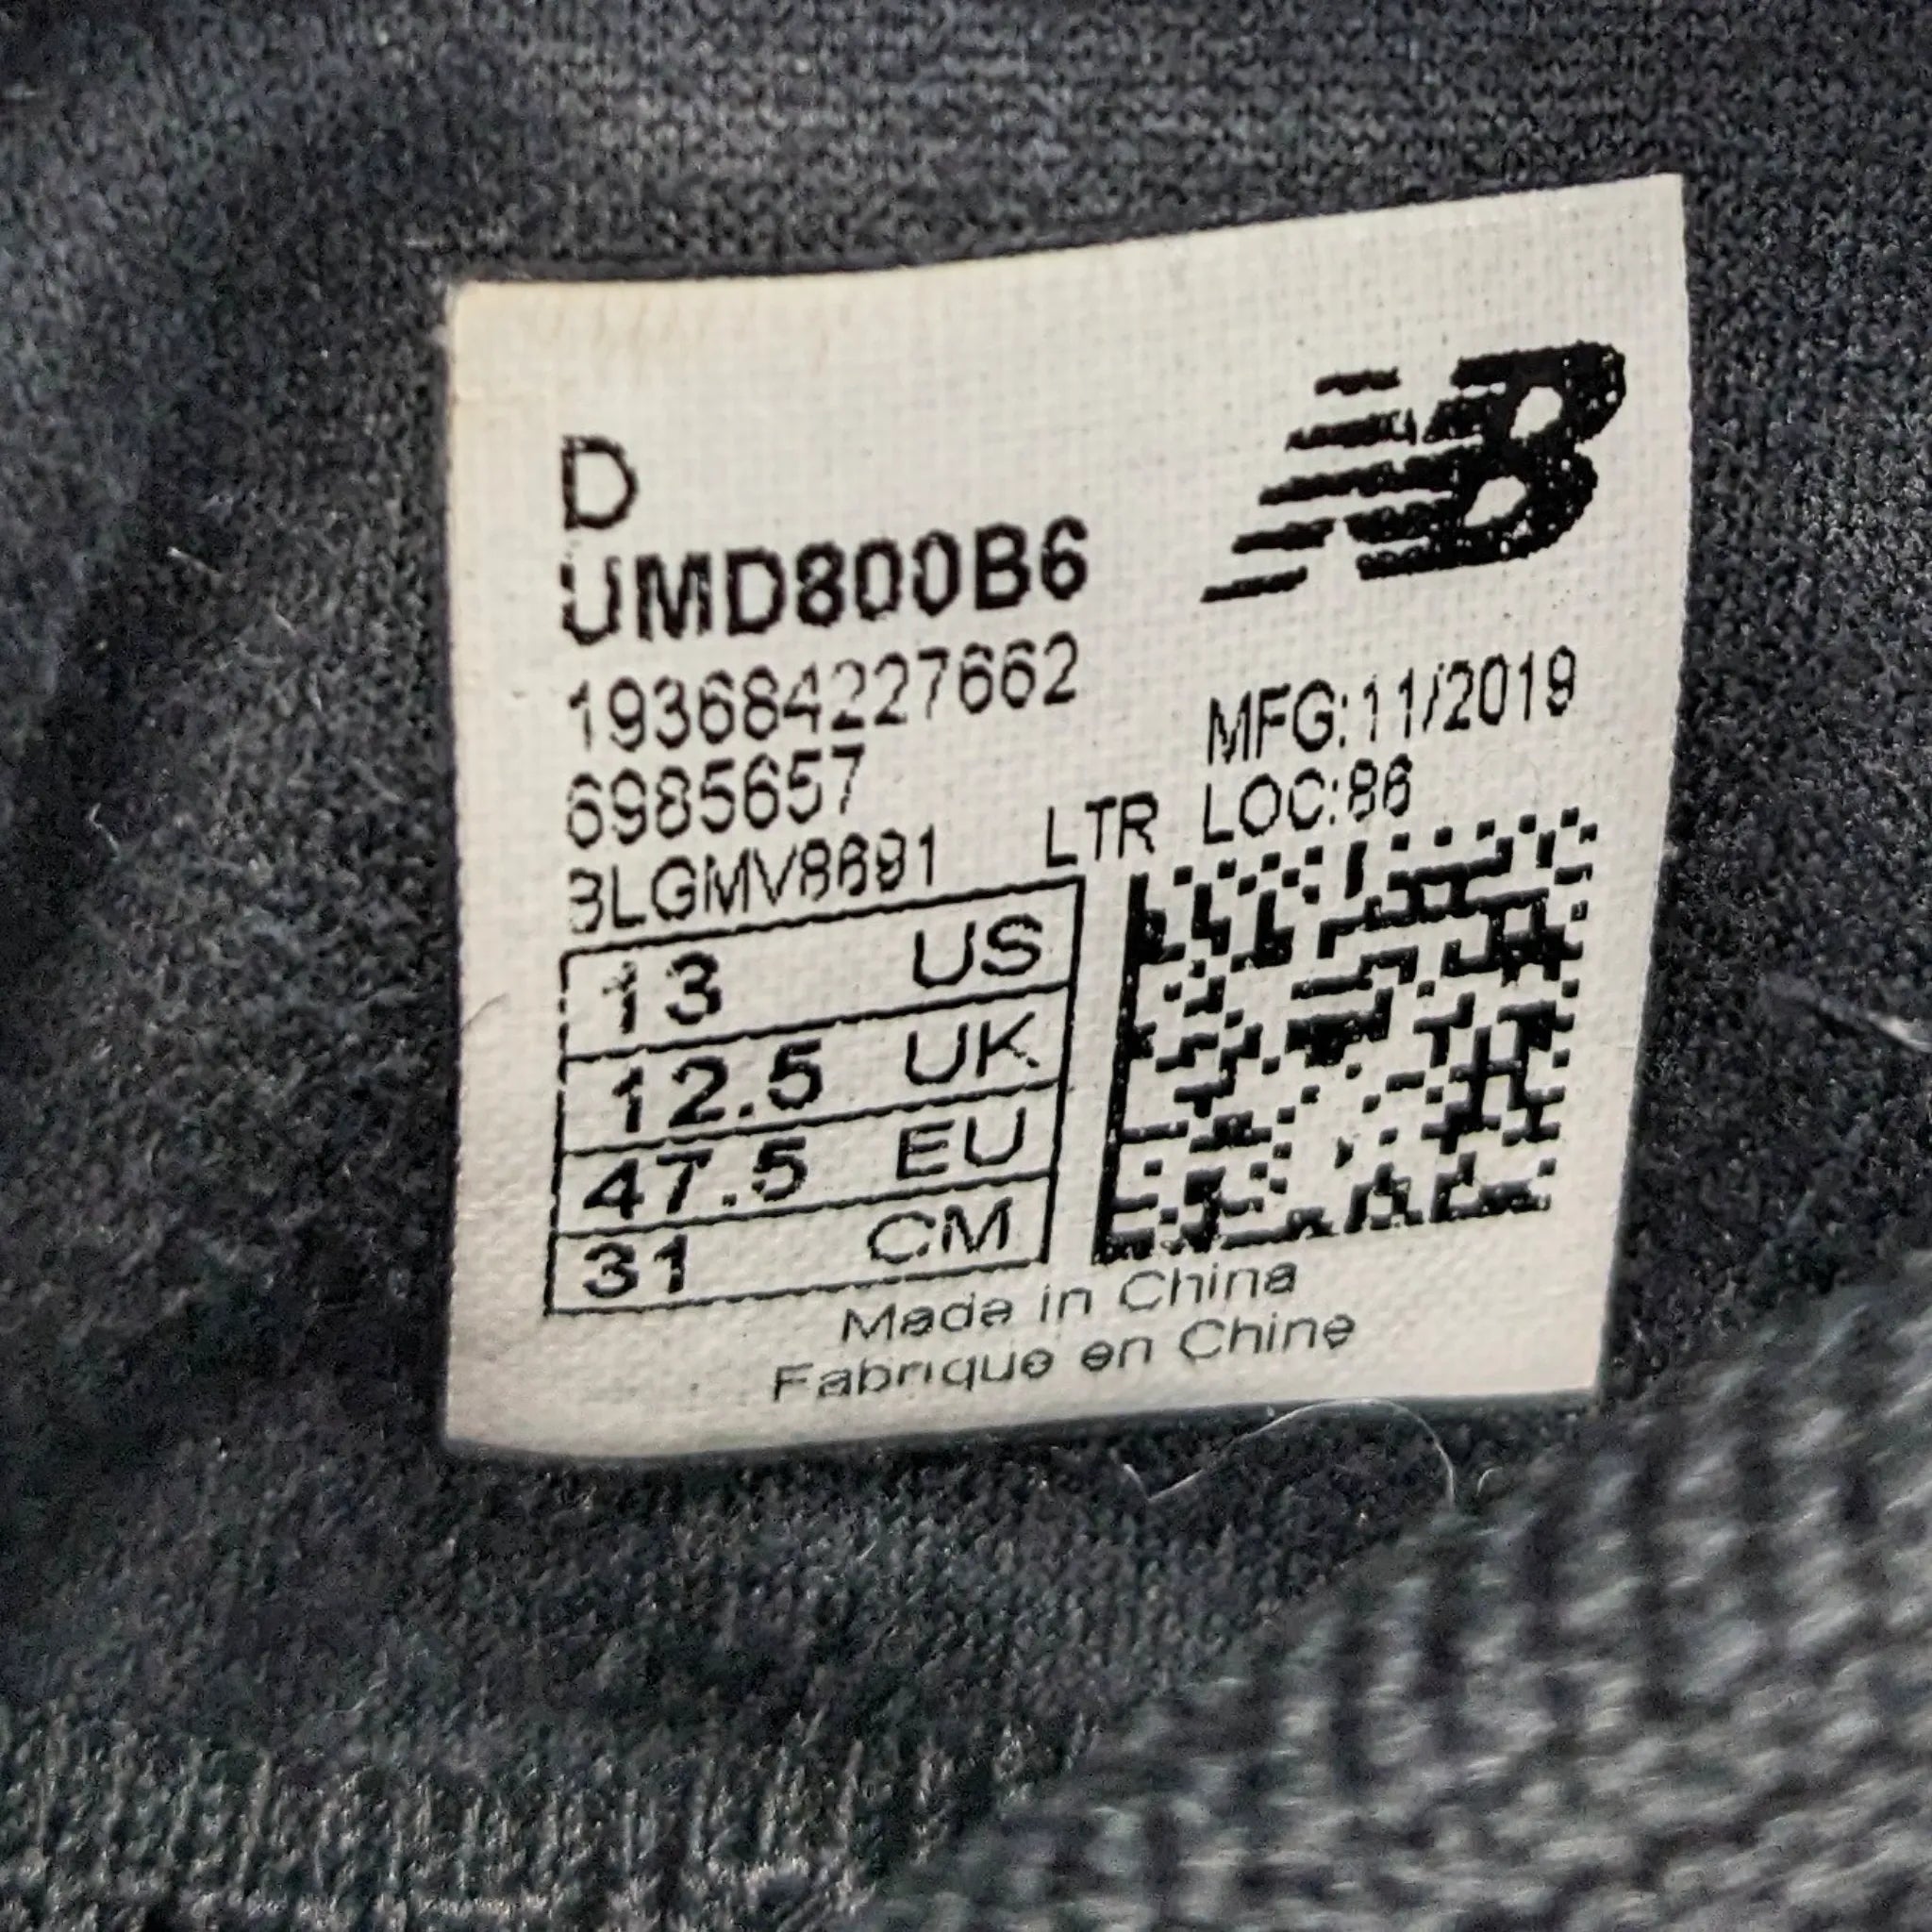 D
UMD800B6
193684227662
6985657
MFG:11/2019
BLGMV8691 LTR LOC:86
13 US
12.5 UK
47.5 EU
31 CM
Made in China
Fabrique en Chine